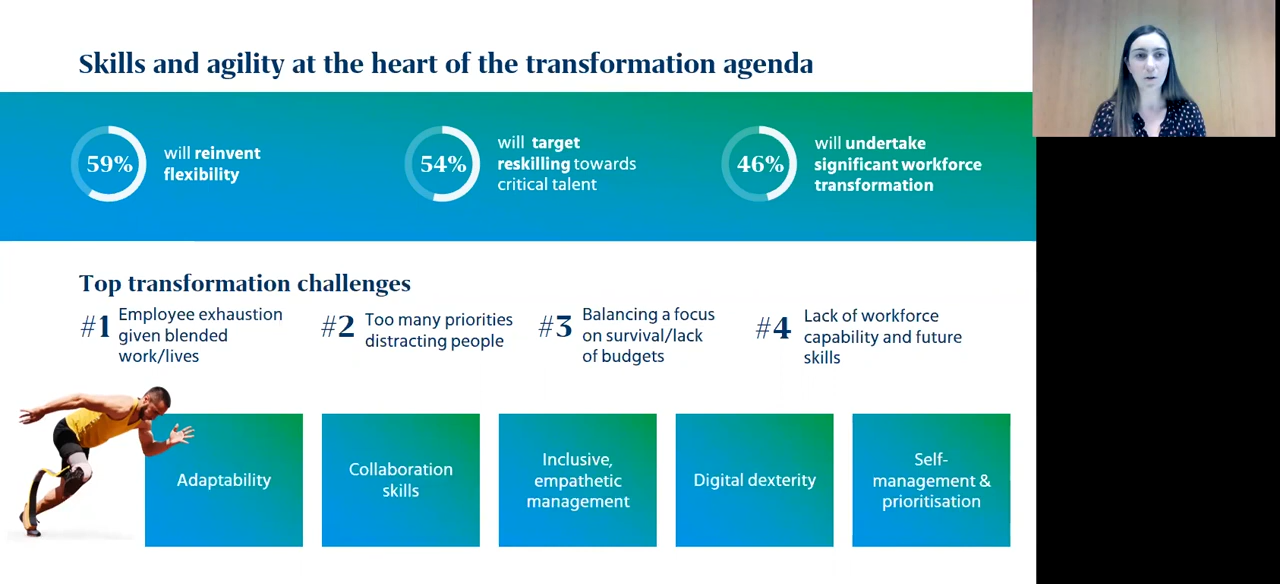 Skills and agility at the heart of the transformation agenda
59%
will reinvent
flexibility
54%
will target
reskilling towards
critical talent
46%
will undertake
significant workforce
transformation
Top transformation challenges
#1
Employee exhaustion
given blended
work/lives
#2
Too many priorities
distracting people
#3
Balancing a focus
on survival/lack
of budgets
#4
Lack of workforce
capability and future
skills
Adaptability
Collaboration
skills
Inclusive,
empathetic
management
Digital dexterity
Self-
management &
prioritisation